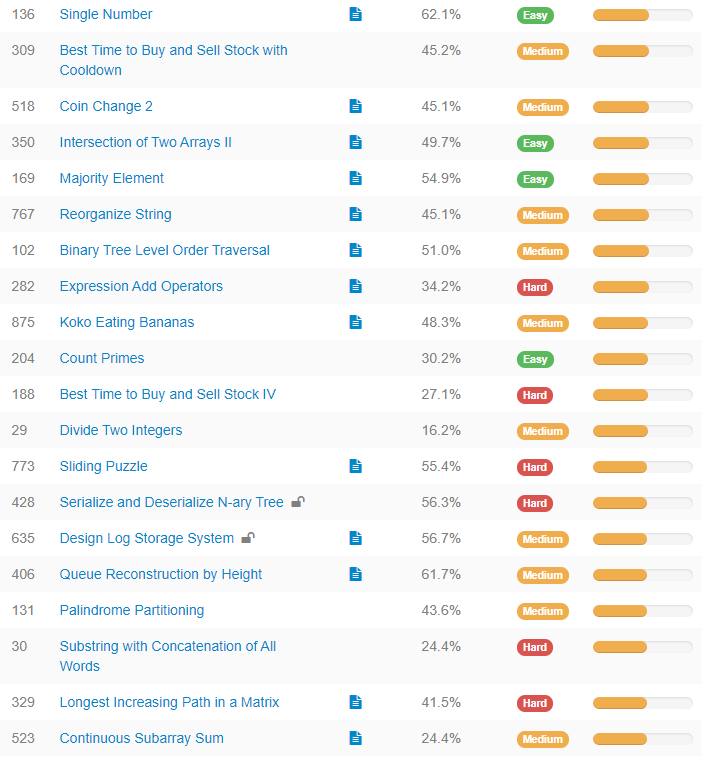 136 Single Number 62.1% Easy
309 Best Time to Buy and Sell Stock with 45.2% Medium
Cooldown
518 Coin Change 2 45.1% Medium
350 Intersection of Two Arrays II 49.7% Easy
169 Majority Element 54.9% Easy
767 Reorganize String 45.1% Medium
102 Binary Tree Level Order Traversal 51.0% Medium
282 Expression Add Operators 34.2% Hard
875 Koko Eating Bananas 48.3% Medium
204 Count Primes 30.2% Easy
188 Best Time to Buy and Sell Stock IV 27.1% Hard
29 Divide Two Integers 16.2% Medium
773 Sliding Puzzle 55.4% Hard
428 Serialize and Deserialize N-ary Tree 56.3% Hard
635 Design Log Storage System 56.7% Medium
406 Queue Reconstruction by Height 61.7% Medium
131 Palindrome Partitioning 43.6% Medium
30 Substring with Concatenation of All 24.4% Hard
Words
329 Longest Increasing Path in a Matrix 41.5% Hard
523 Continuous Subarray Sum 24.4% Medium